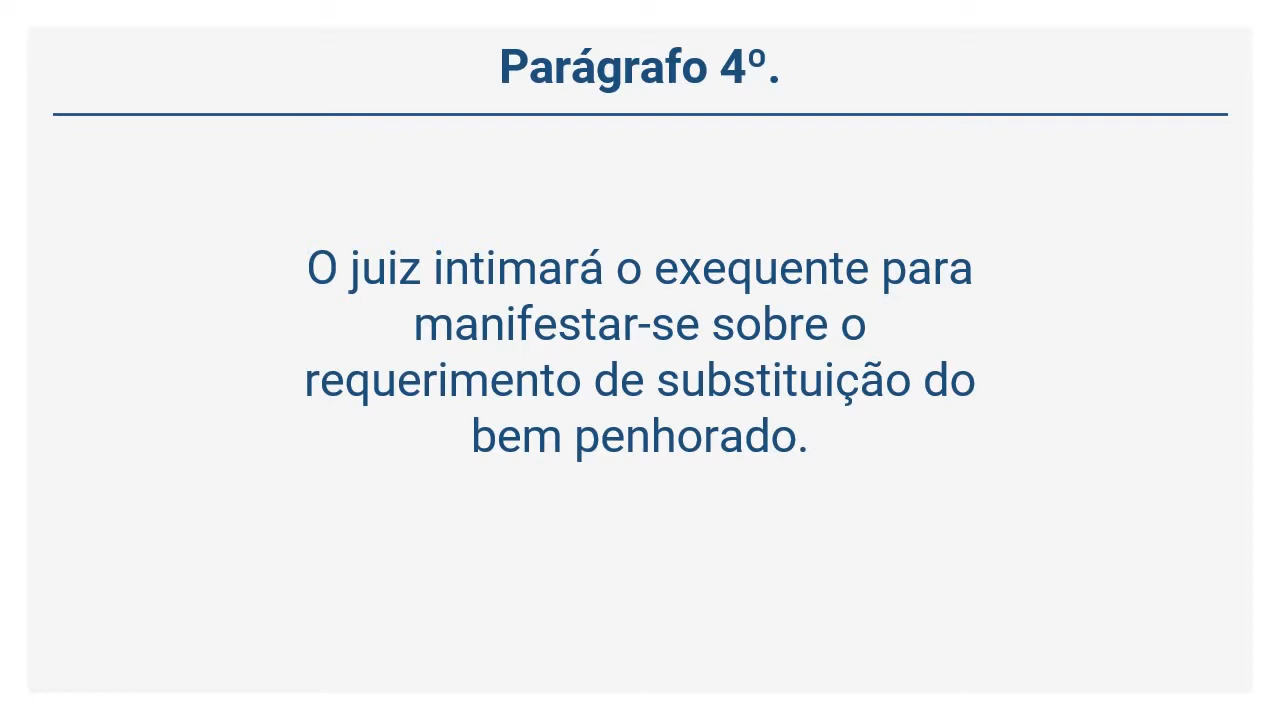 Parágrafo 4º.
O juiz intimará o exequente para
manifestar-se sobre o
requerimento de substituição do
bem penhorado.